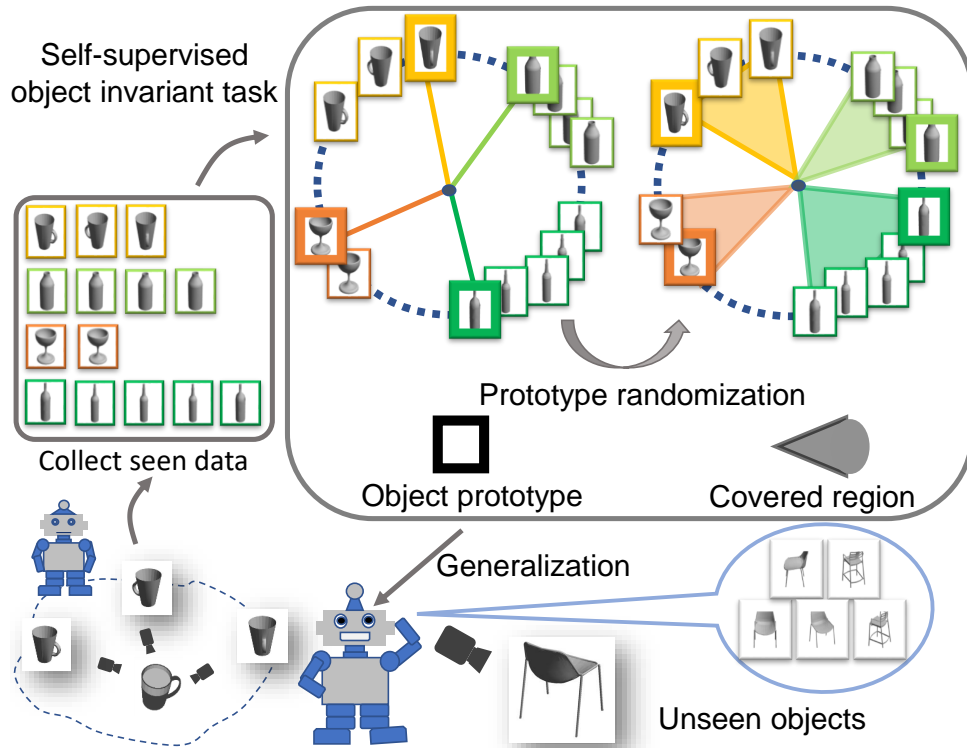 Self-supervised
object invariant task
Prototype randomization
Object prototype
Covered region
Collect seen data
Generalization
Unseen objects